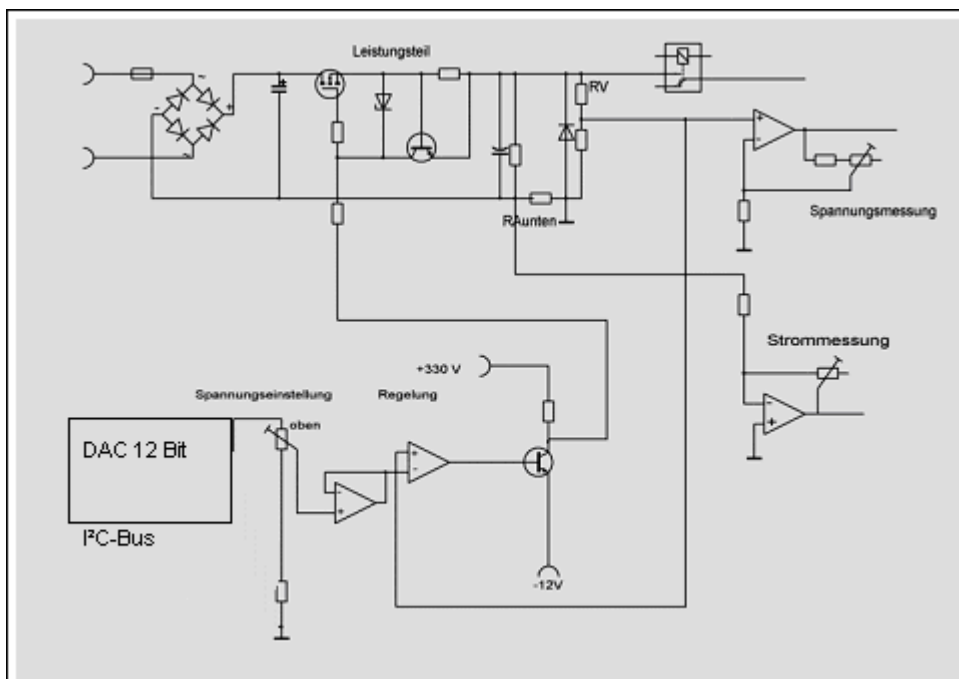 Leistungsteil
RV
RAunten
Spannungsmessung
Strommessung
+330 V
Spannungseinstellung
Regelung
oben
DAC 12 Bit
I²C-Bus
-12V